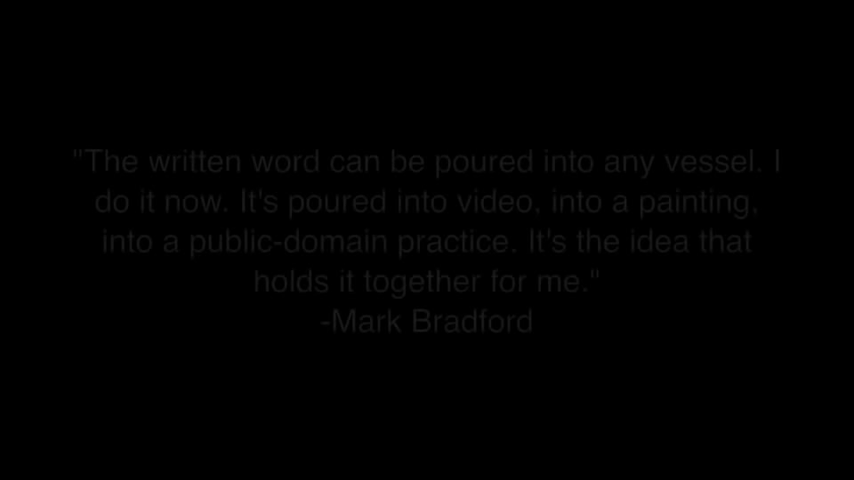 "The written word can be poured into any vessel. I
do it now. It's poured into video, into a painting,
into a public-domain practice. It's the idea that
holds it together for me."
-Mark Bradford